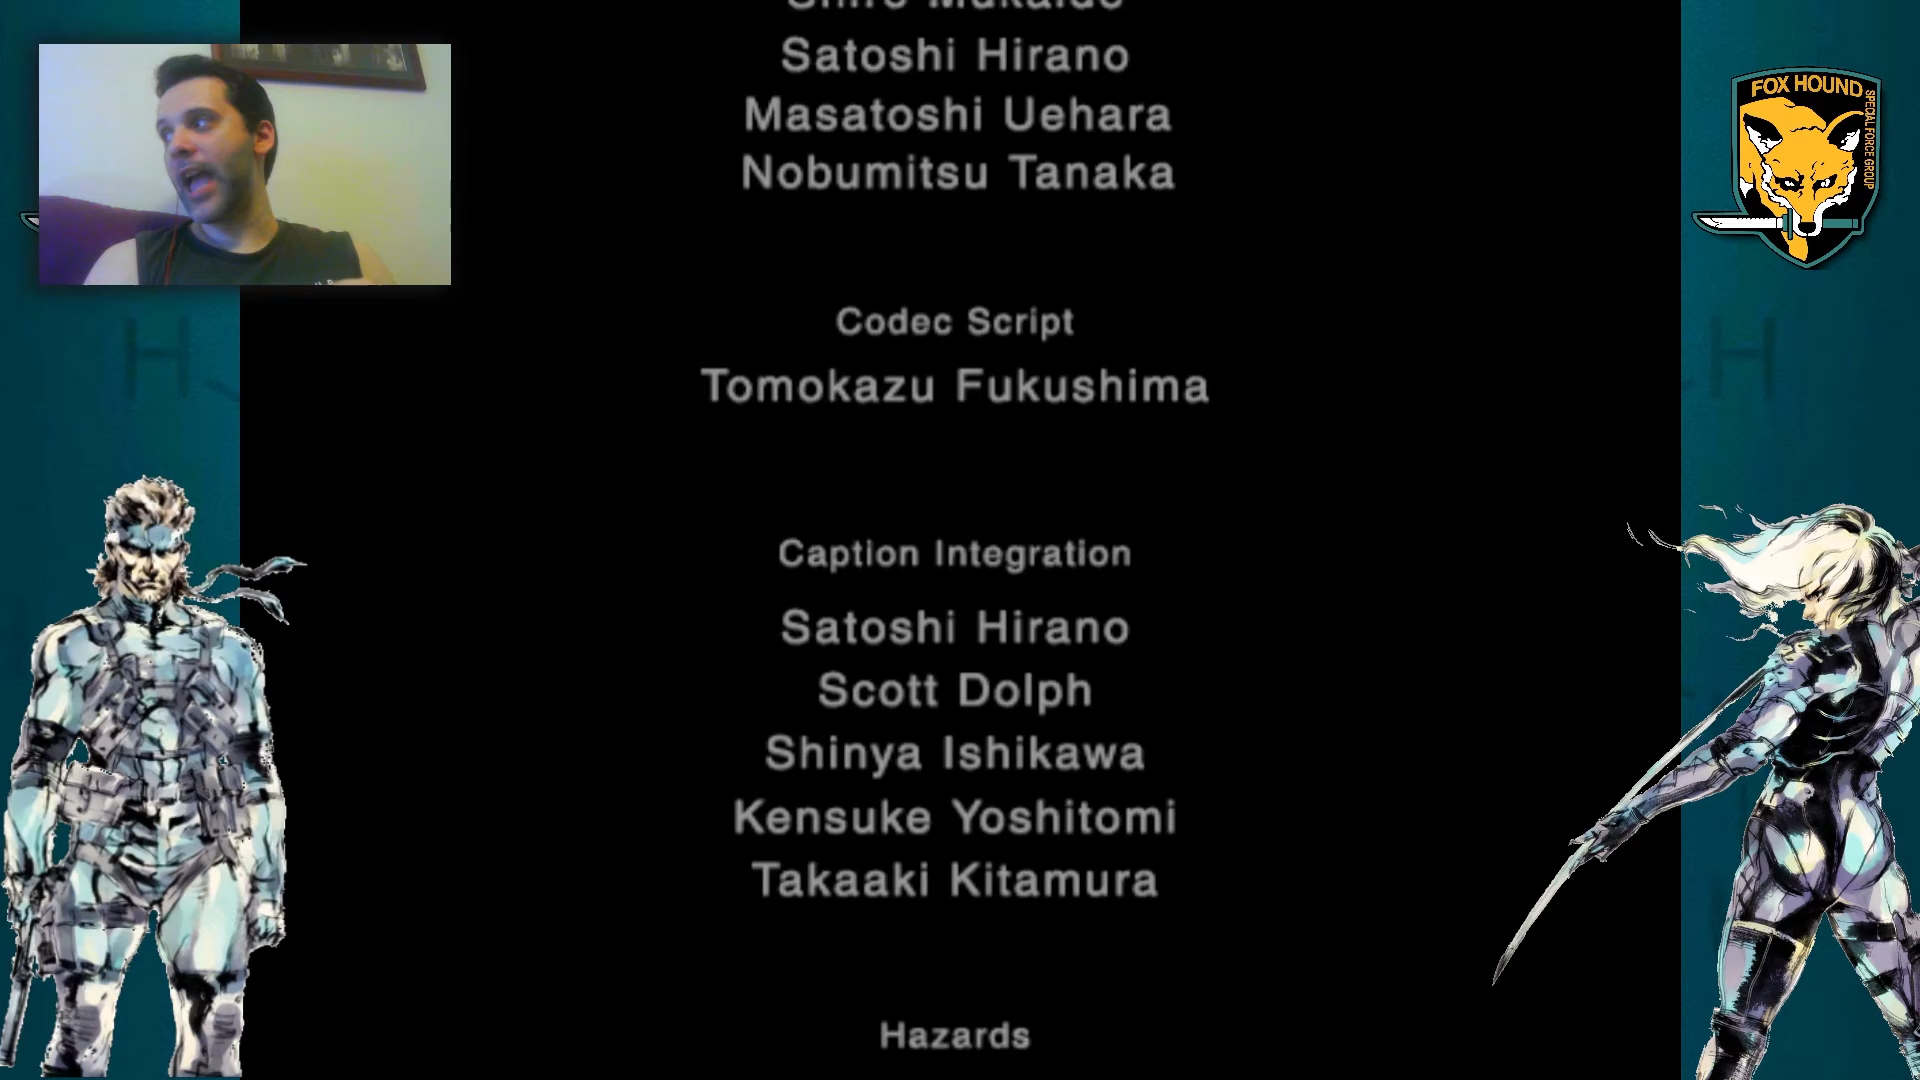 Satoshi Hirano
Masatoshi Uehara
Nobumitsu Tanaka
Codec Script
Tomokazu Fukushima
Caption Integration
Satoshi Hirano
Scott Dolph
Shinya Ishikawa
Kensuke Yoshitomi
Takaaki Kitamura
Hazards
FOX HOUND
SPECIAL FORCE GROUP